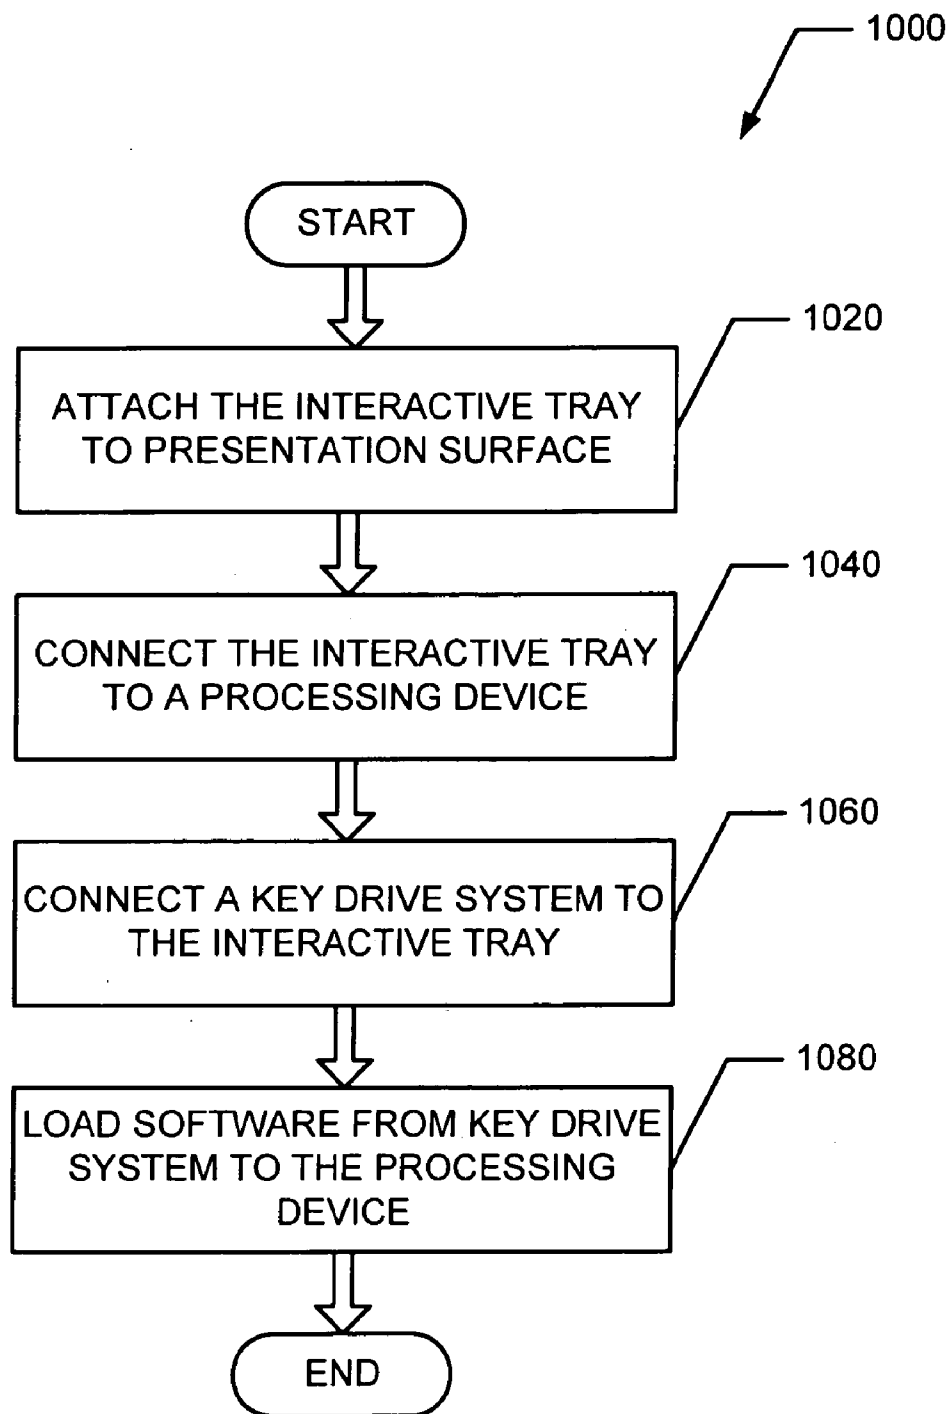 1000
START
1020
ATTACH THE INTERACTIVE TRAY
TO PRESENTATION SURFACE
1040
CONNECT THE INTERACTIVE TRAY
TO A PROCESSING DEVICE
1060
CONNECT A KEY DRIVE SYSTEM TO
THE INTERACTIVE TRAY
1080
LOAD SOFTWARE FROM KEY DRIVE
SYSTEM TO THE PROCESSING
DEVICE
END